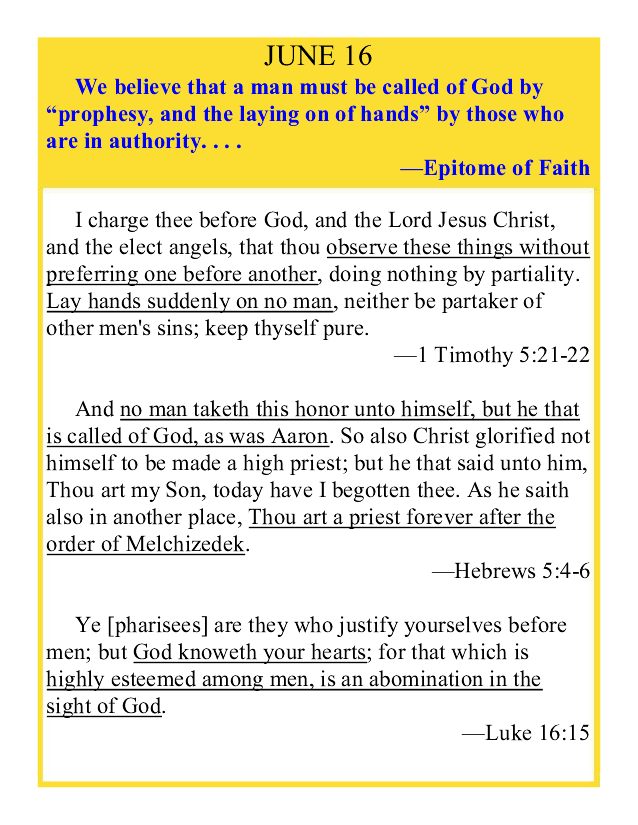 JUNE 16
We believe that a man must be called of God by
“prophesy, and the laying on of hands” by those who
are in authority. . . .
—Epitome of Faith
I charge thee before God, and the Lord Jesus Christ,
and the elect angels, that thou observe these things without
preferring one before another, doing nothing by partiality.
Lay hands suddenly on no man, neither be partaker of
other men's sins; keep thyself pure.
—1 Timothy 5:21-22
And no man taketh this honor unto himself, but he that
is called of God, as was Aaron. So also Christ glorified not
himself to be made a high priest; but he that said unto him,
Thou art my Son, today have I begotten thee. As he saith
also in another place, Thou art a priest forever after the
order of Melchizedek.
—Hebrews 5:4-6
Ye [pharisees] are they who justify yourselves before
men; but God knoweth your hearts; for that which is
highly esteemed among men, is an abomination in the
sight of God.
—Luke 16:15